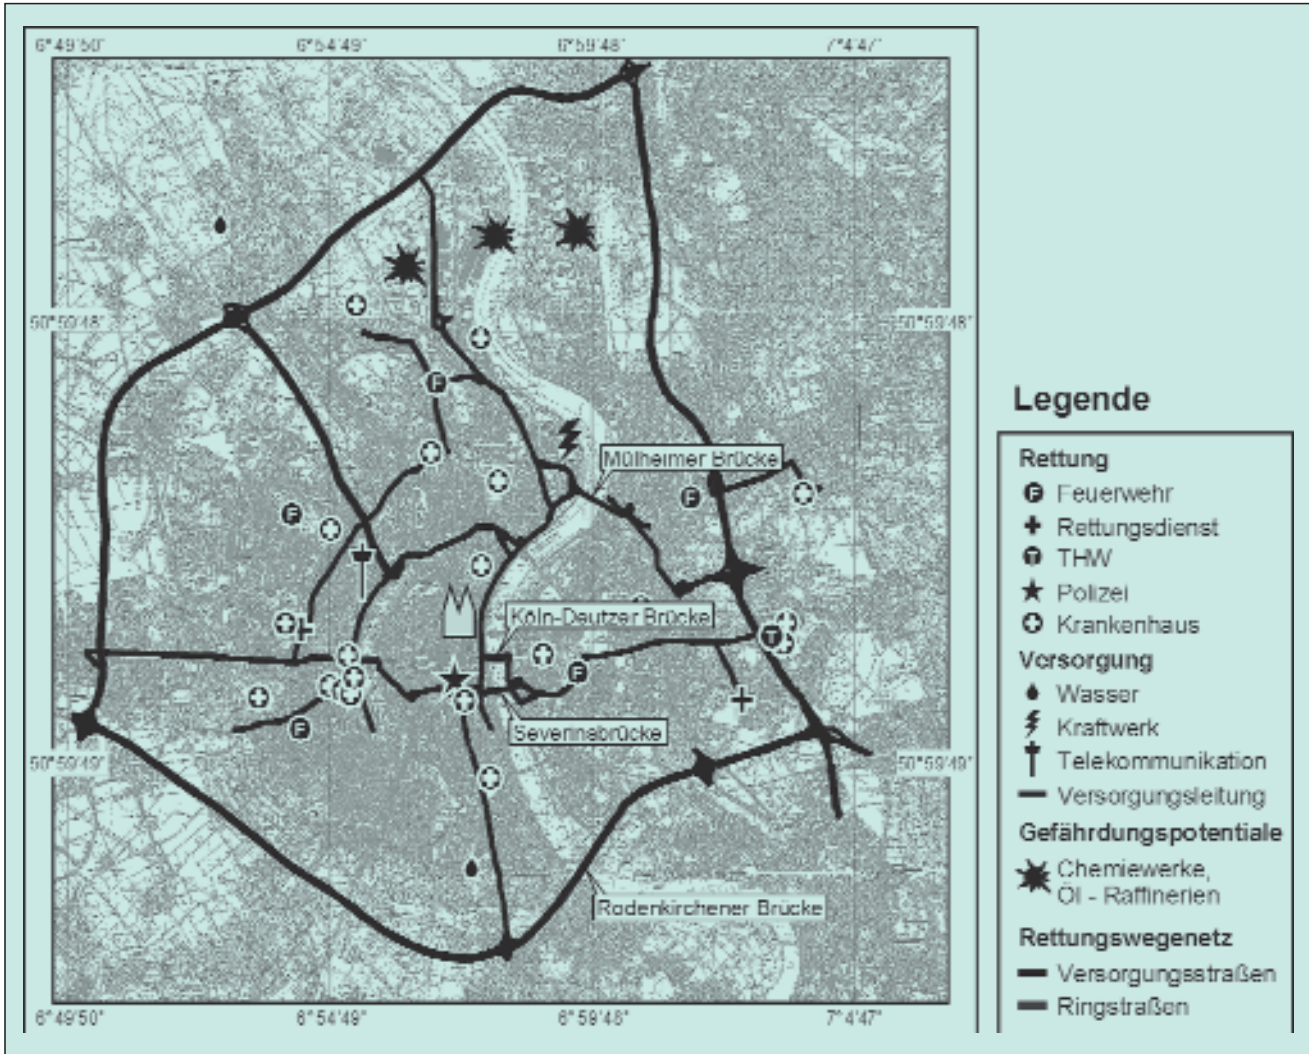 6°49'50" 6°54'49" 6°59'48" 7°4'47"
50°59'48" 50°59'48"
Mülheimer Brücke
Köln-Deutzer Brücke
Severinsbrücke
50°59'49" 50°59'49"
Rodenkirchener Brücke
6°49'50" 6°54'49" 6°59'48" 7°4'47"
Legende
Rettung
F Feuerwehr
Rettungsdienst
T THW
Polizei
Krankenhaus
Versorgung
Wasser
Kraftwerk
Telekommunikation
Versorgungsleitung
Gefährdungspotentiale
Chemiewerke,
Öl - Raffinerien
Rettungswegenetz
Versorgungsstraßen
Ringstraßen